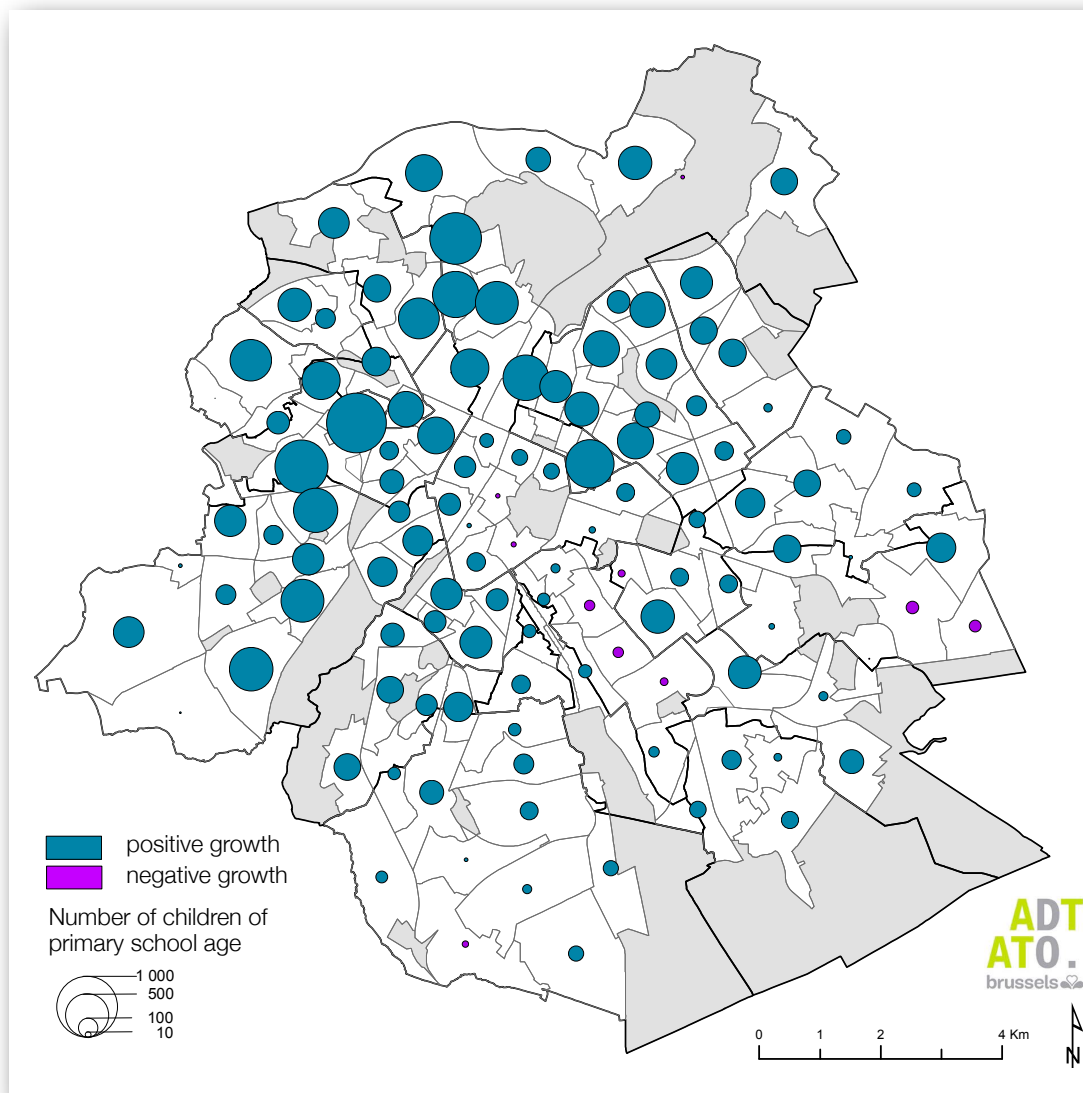 positive growth
negative growth
Number of children of
primary school age
1 000
500
100
10
ADT
ATO.
brussels
0 1 2 4 Km
N